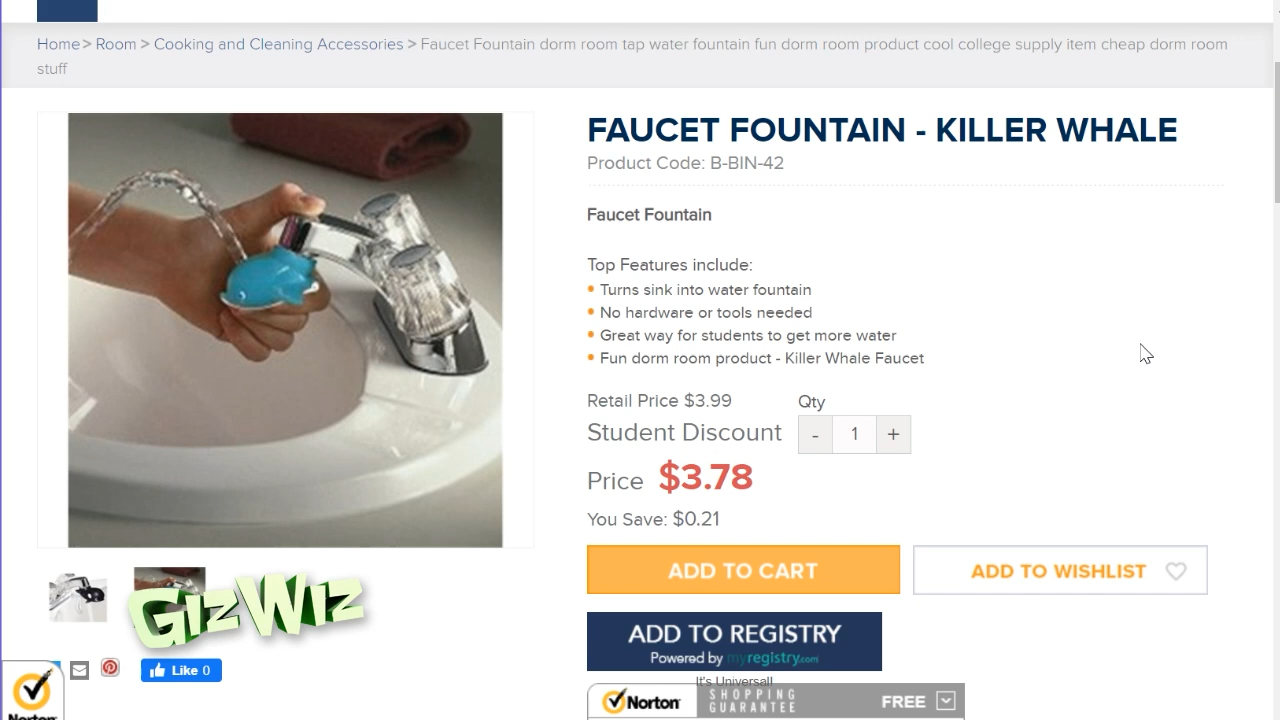 Home > Room > Cooking and Cleaning Accessories > Faucet Fountain dorm room tap water fountain fun dorm room product cool college supply item cheap dorm room
stuff
FAUCET FOUNTAIN - KILLER WHALE
Product Code: B-BIN-42
Faucet Fountain
Top Features include:
• Turns sink into water fountain
• No hardware or tools needed
• Great way for students to get more water
• Fun dorm room product - Killer Whale Faucet
Retail Price $3.99
Qty
Student Discount
- 1 +
Price $3.78
You Save: $0.21
ADD TO CART
ADD TO WISHLIST
GIZWIZ
ADD TO REGISTRY
Powered by myregistry.com
It's Universal!
Like 0
Norton
SHOPPING
GUARANTEE
FREE
Norton